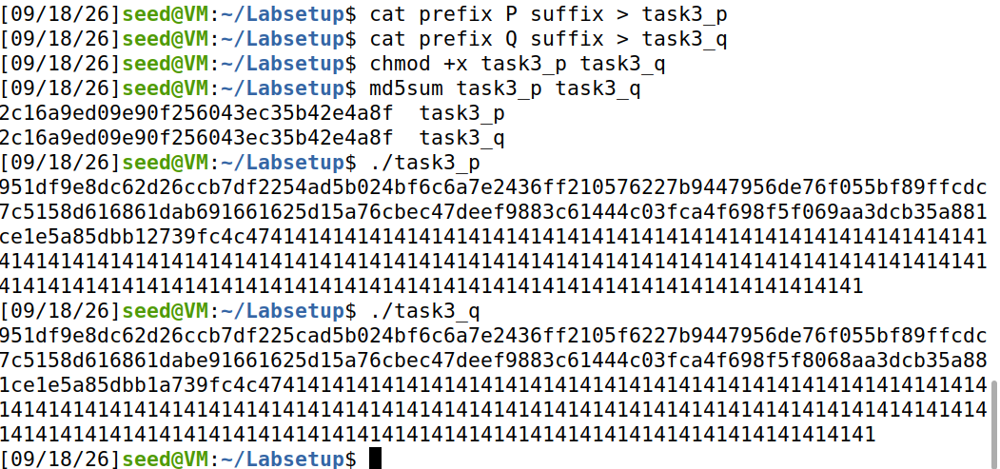 [09/18/26]seed@VM:~/Labsetup$ cat prefix P suffix > task3_p
[09/18/26]seed@VM:~/Labsetup$ cat prefix Q suffix > task3_q
[09/18/26]seed@VM:~/Labsetup$ chmod +x task3_p task3_q
[09/18/26]seed@VM:~/Labsetup$ md5sum task3_p task3_q
2c16a9ed09e90f256043ec35b42e4a8f  task3_p
2c16a9ed09e90f256043ec35b42e4a8f  task3_q
[09/18/26]seed@VM:~/Labsetup$ ./task3_p
951df9e8dc62d26ccb7df2254ad5b024bf6c6a7e2436ff210576227b9447956de76f055bf89ffcdc
7c5158d616861dab691661625d15a76cbec47deef9883c61444c03fca4f698f5f069aa3dcb35a881
ce1e5a85dbb12739fc4c474141414141414141414141414141414141414141414141414141414141
41414141414141414141414141414141414141414141414141414141414141414141414141414141
4141414141414141414141414141414141414141414141414141414141414141414141
[09/18/26]seed@VM:~/Labsetup$ ./task3_q
951df9e8dc62d26ccb7df225cad5b024bf6c6a7e2436ff2105f6227b9447956de76f055bf89ffcdc
7c5158d616861dabe91661625d15a76cbec47deef9883c61444c03fca4f698f5f8068aa3dcb35a88
1ce1e5a85dbb1a739fc4c47414141414141414141414141414141414141414141414141414141414
14141414141414141414141414141414141414141414141414141414141414141414141414141414
14141414141414141414141414141414141414141414141414141414141414141414141
[09/18/26]seed@VM:~/Labsetup$